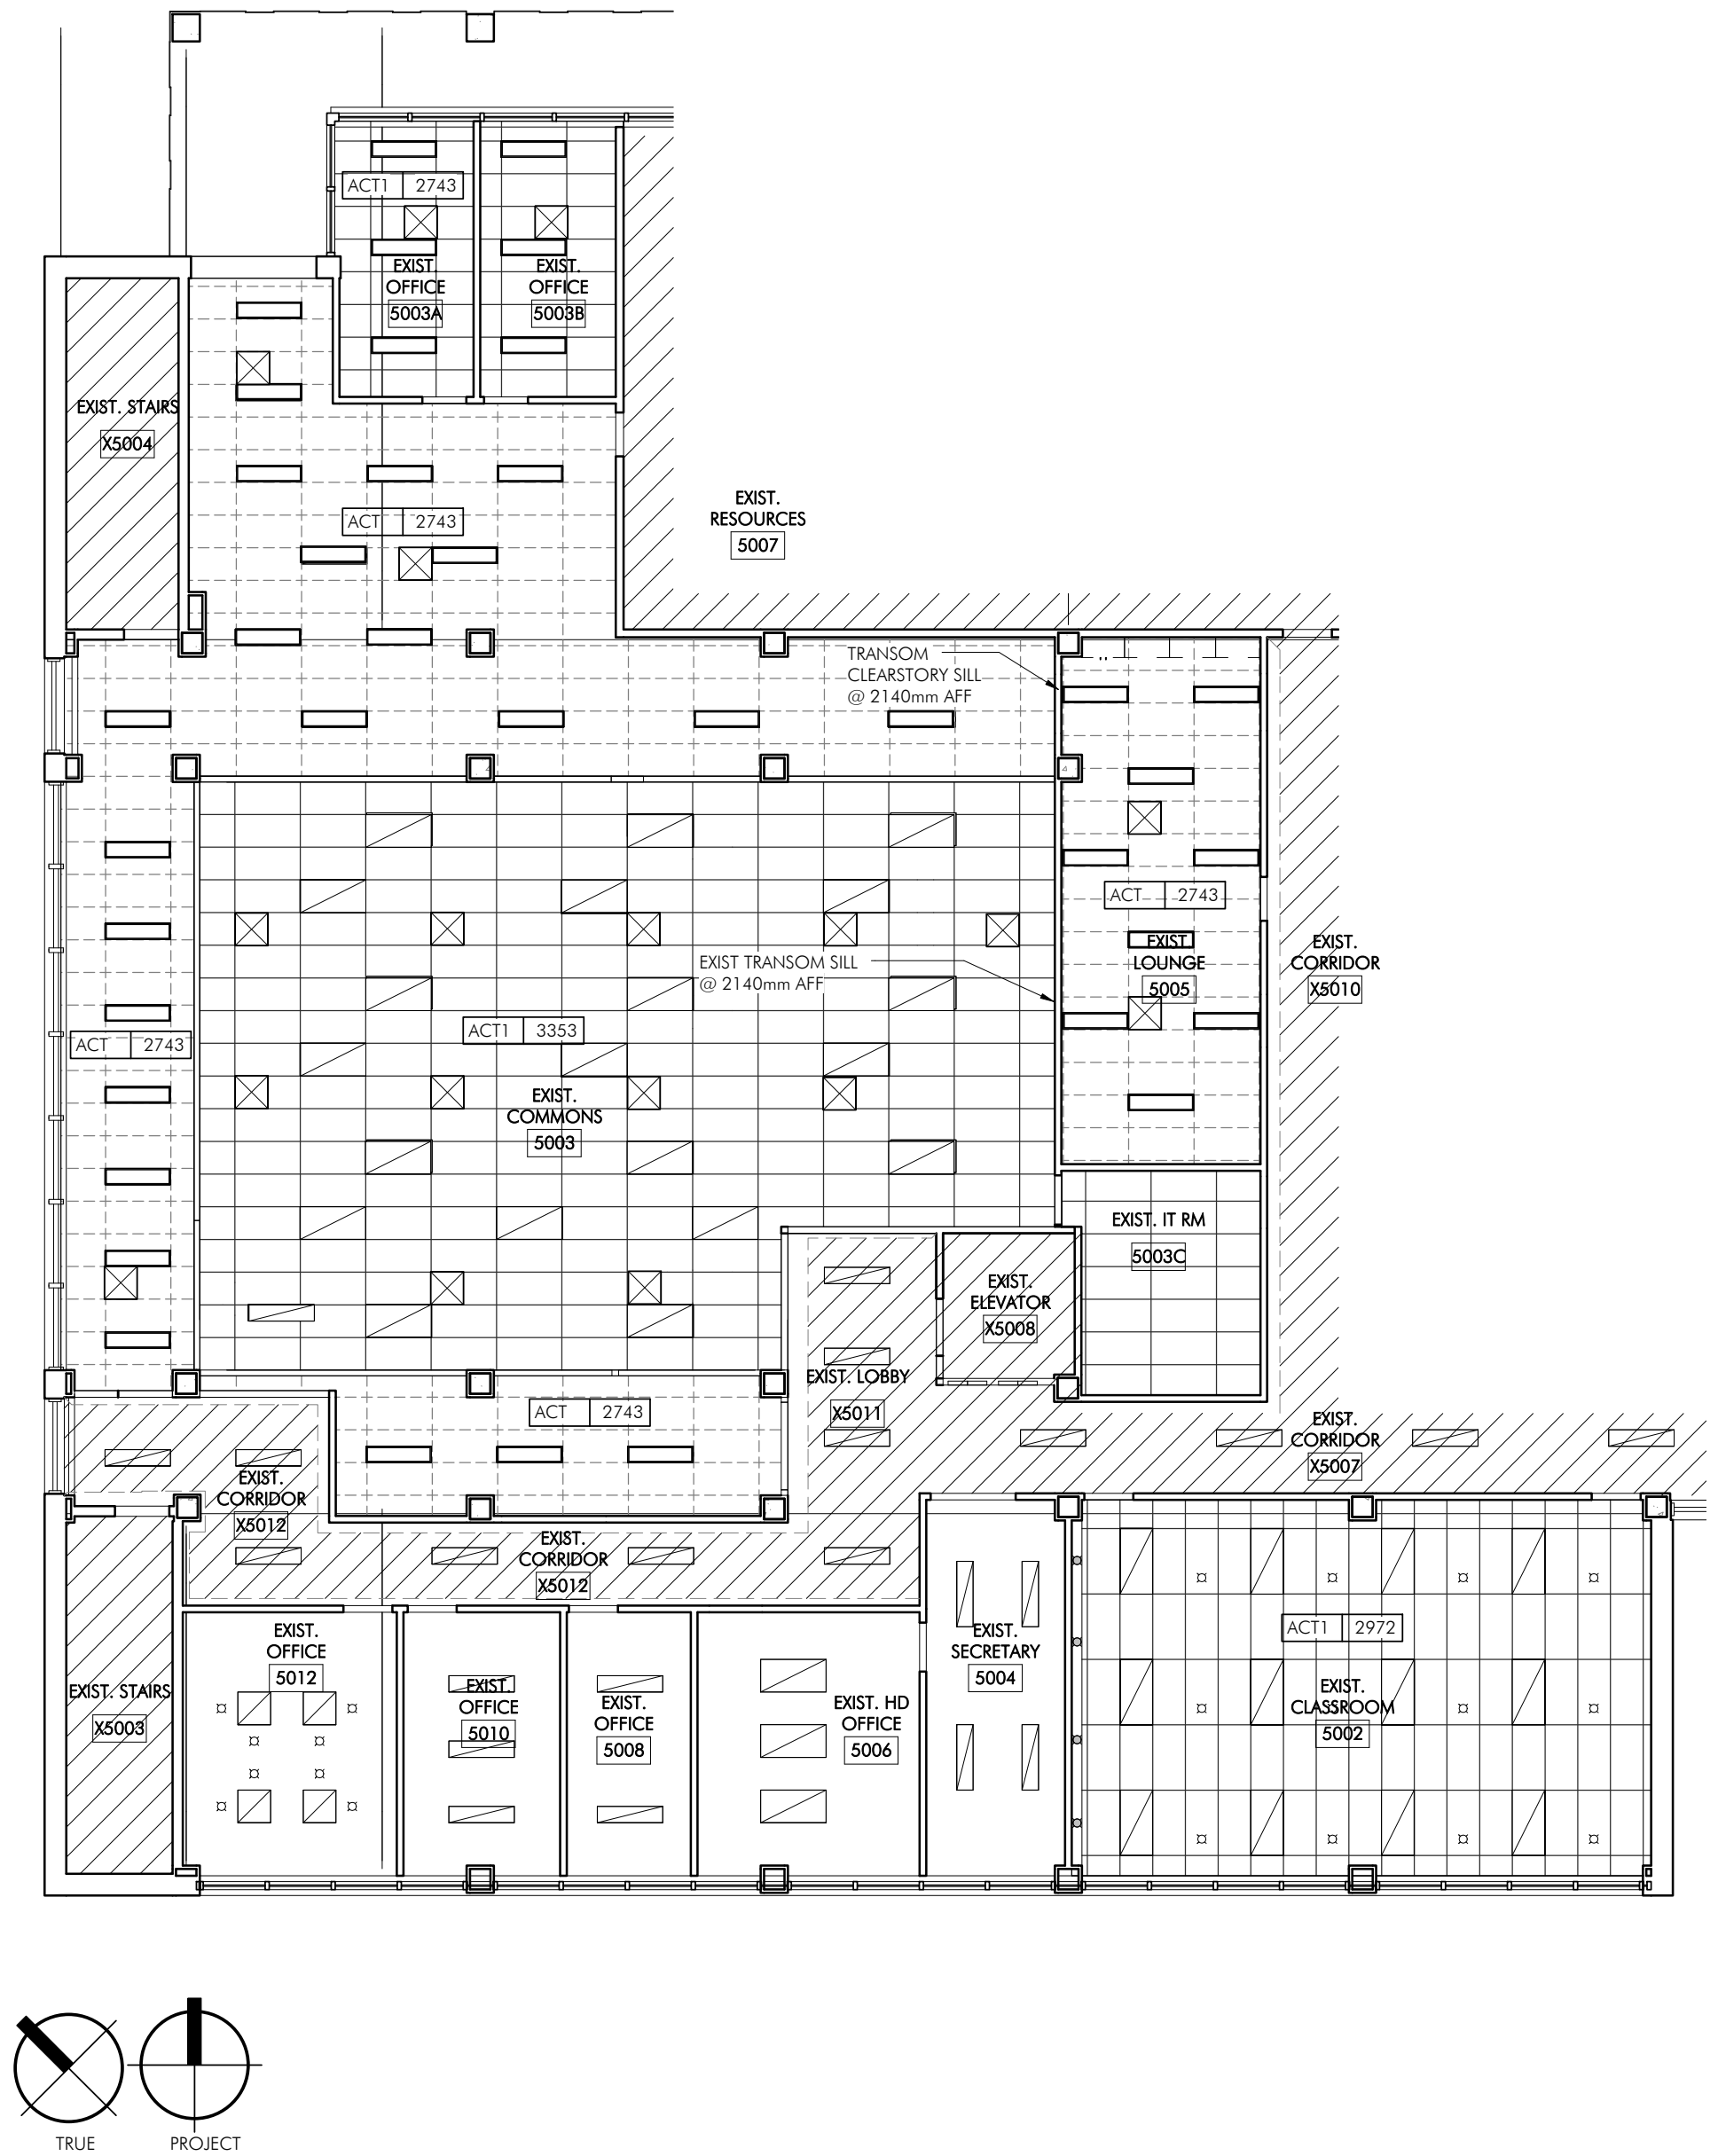 ACT1 2743
EXIST.
OFFICE
5003A
EXIST.
OFFICE
5003B
EXIST. STAIRS
X5004
ACT 2743
EXIST.
RESOURCES
5007
TRANSOM
CLEARSTORY SILL
@ 2140mm AFF
ACT 2743
EXIST
LOUNGE
5005
EXIST.
CORRIDOR
X5010
EXIST TRANSOM SILL
@ 2140mm AFF
ACT1 3353
ACT 2743
EXIST.
COMMONS
5003
EXIST. IT RM
5003C
EXIST.
ELEVATOR
X5008
EXIST. LOBBY
X5011
ACT 2743
EXIST.
CORRIDOR
X5007
EXIST.
CORRIDOR
X5012
EXIST.
CORRIDOR
X5012
EXIST. STAIRS
X5003
EXIST.
OFFICE
5012
EXIST.
OFFICE
5010
EXIST.
OFFICE
5008
EXIST. HD
OFFICE
5006
EXIST.
SECRETARY
5004
ACT1 2972
EXIST.
CLASSROOM
5002
TRUE
PROJECT